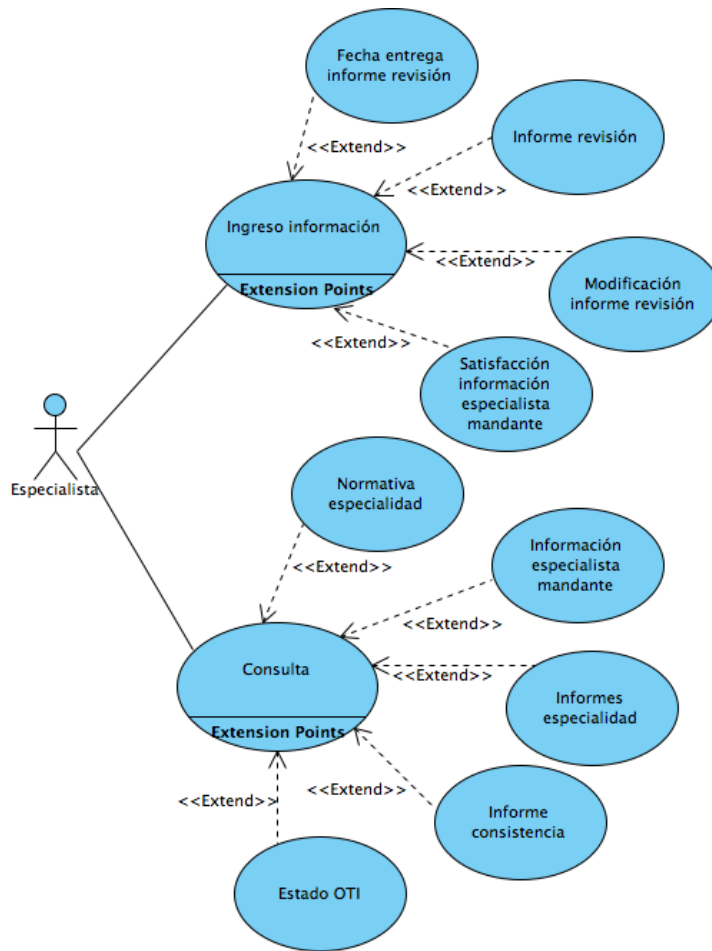 Fecha entrega
informe revisión
<<Extend>>
Informe revisión
<<Extend>>
Ingreso información
Extension Points
<<Extend>>
Modificación
informe revisión
<<Extend>>
Satisfacción
información
especialista
mandante
Especialista
Normativa
especialidad
<<Extend>>
Información
especialista
mandante
<<Extend>>
Consulta
Extension Points
<<Extend>>
Informes
especialidad
<<Extend>>
Informe
consistencia
<<Extend>>
Estado OTI